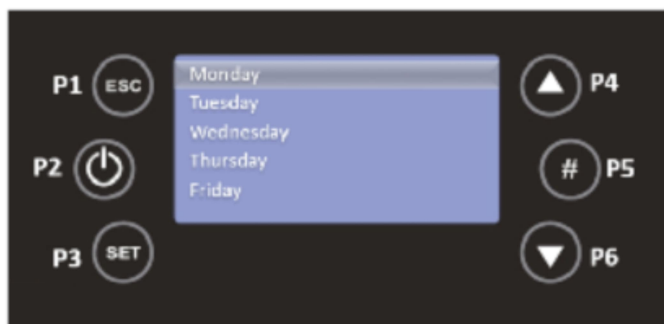 P1 ESC
P2
P3 SET
Monday
Tuesday
Wednesday
Thursday
Friday
P4
# P5
P6